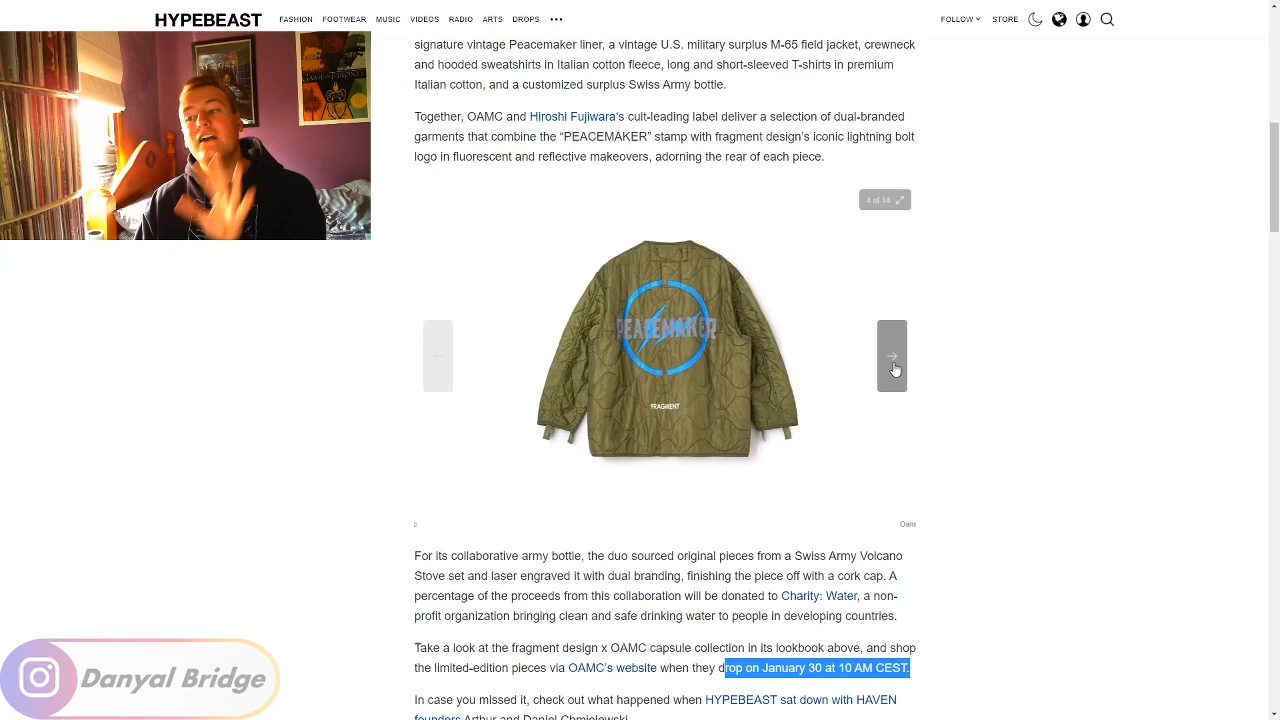 HYPEBEAST FASHION FOOTWEAR MUSIC VIDEOS RADIO ARTS DROPS ••• FOLLOW STORE
signature vintage Peacemaker liner, a vintage U.S. military surplus M-65 field jacket, crewneck
and hooded sweatshirts in Italian cotton fleece, long and short-sleeved T-shirts in premium
Italian cotton, and a customized surplus Swiss Army bottle.
Together, OAMC and Hiroshi Fujiwara's cult-leading label deliver a selection of dual-branded
garments that combine the “PEACEMAKER” stamp with fragment design's iconic lightning bolt
logo in fluorescent and reflective makeovers, adorning the rear of each piece.
4 of 14
PEACEMAKER
FRAGMENT
c Oam
For its collaborative army bottle, the duo sourced original pieces from a Swiss Army Volcano
Stove set and laser engraved it with dual branding, finishing the piece off with a cork cap. A
percentage of the proceeds from this collaboration will be donated to Charity: Water, a non-
profit organization bringing clean and safe drinking water to people in developing countries.
Take a look at the fragment design x OAMC capsule collection in its lookbook above, and shop
the limited-edition pieces via OAMC's website when they drop on January 30 at 10 AM CEST.
In case you missed it, check out what happened when HYPEBEAST sat down with HAVEN
founders Arthur and Daniel Chmielewski.
GAME OF THRONES
Danyal Bridge